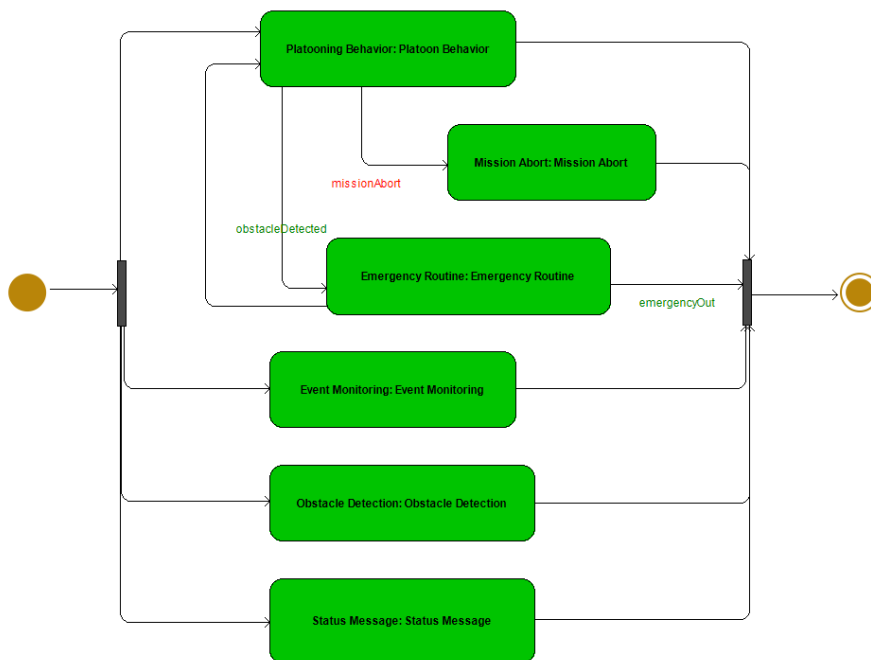 Platooning Behavior: Platoon Behavior
Mission Abort: Mission Abort
missionAbort
obstacleDetected
Emergency Routine: Emergency Routine
emergencyOut
Event Monitoring: Event Monitoring
Obstacle Detection: Obstacle Detection
Status Message: Status Message